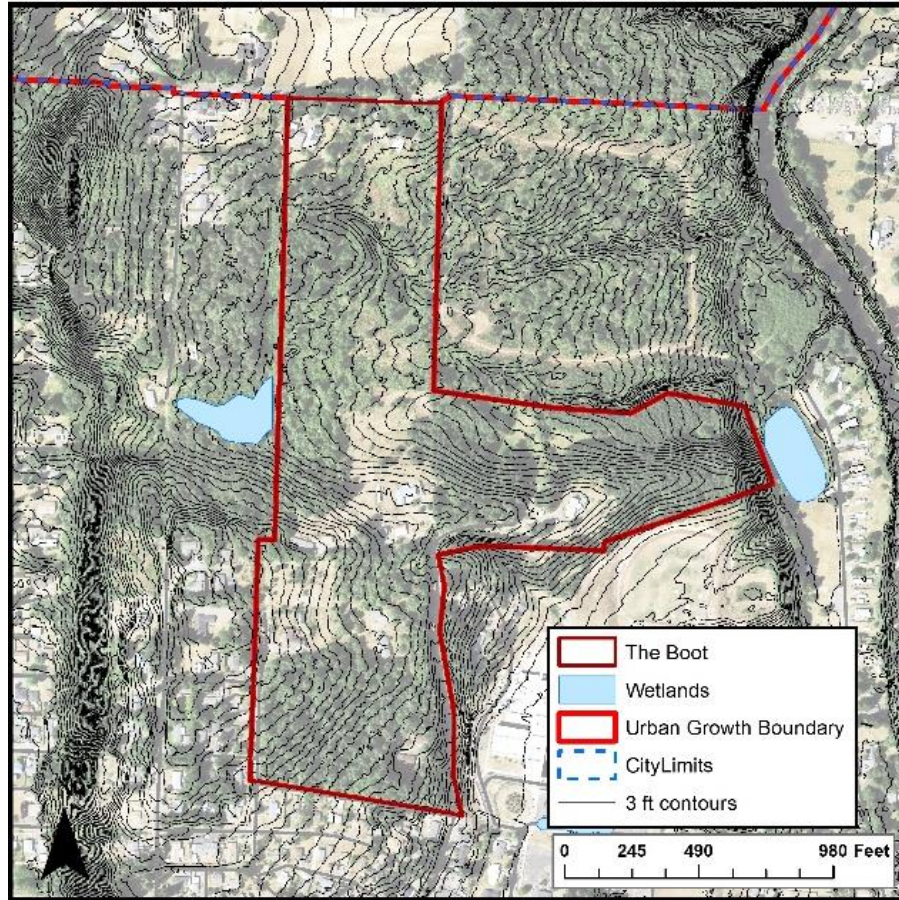 The Boot
Wetlands
Urban Growth Boundary
CityLimits
3 ft contours
0 245 490 980 Feet